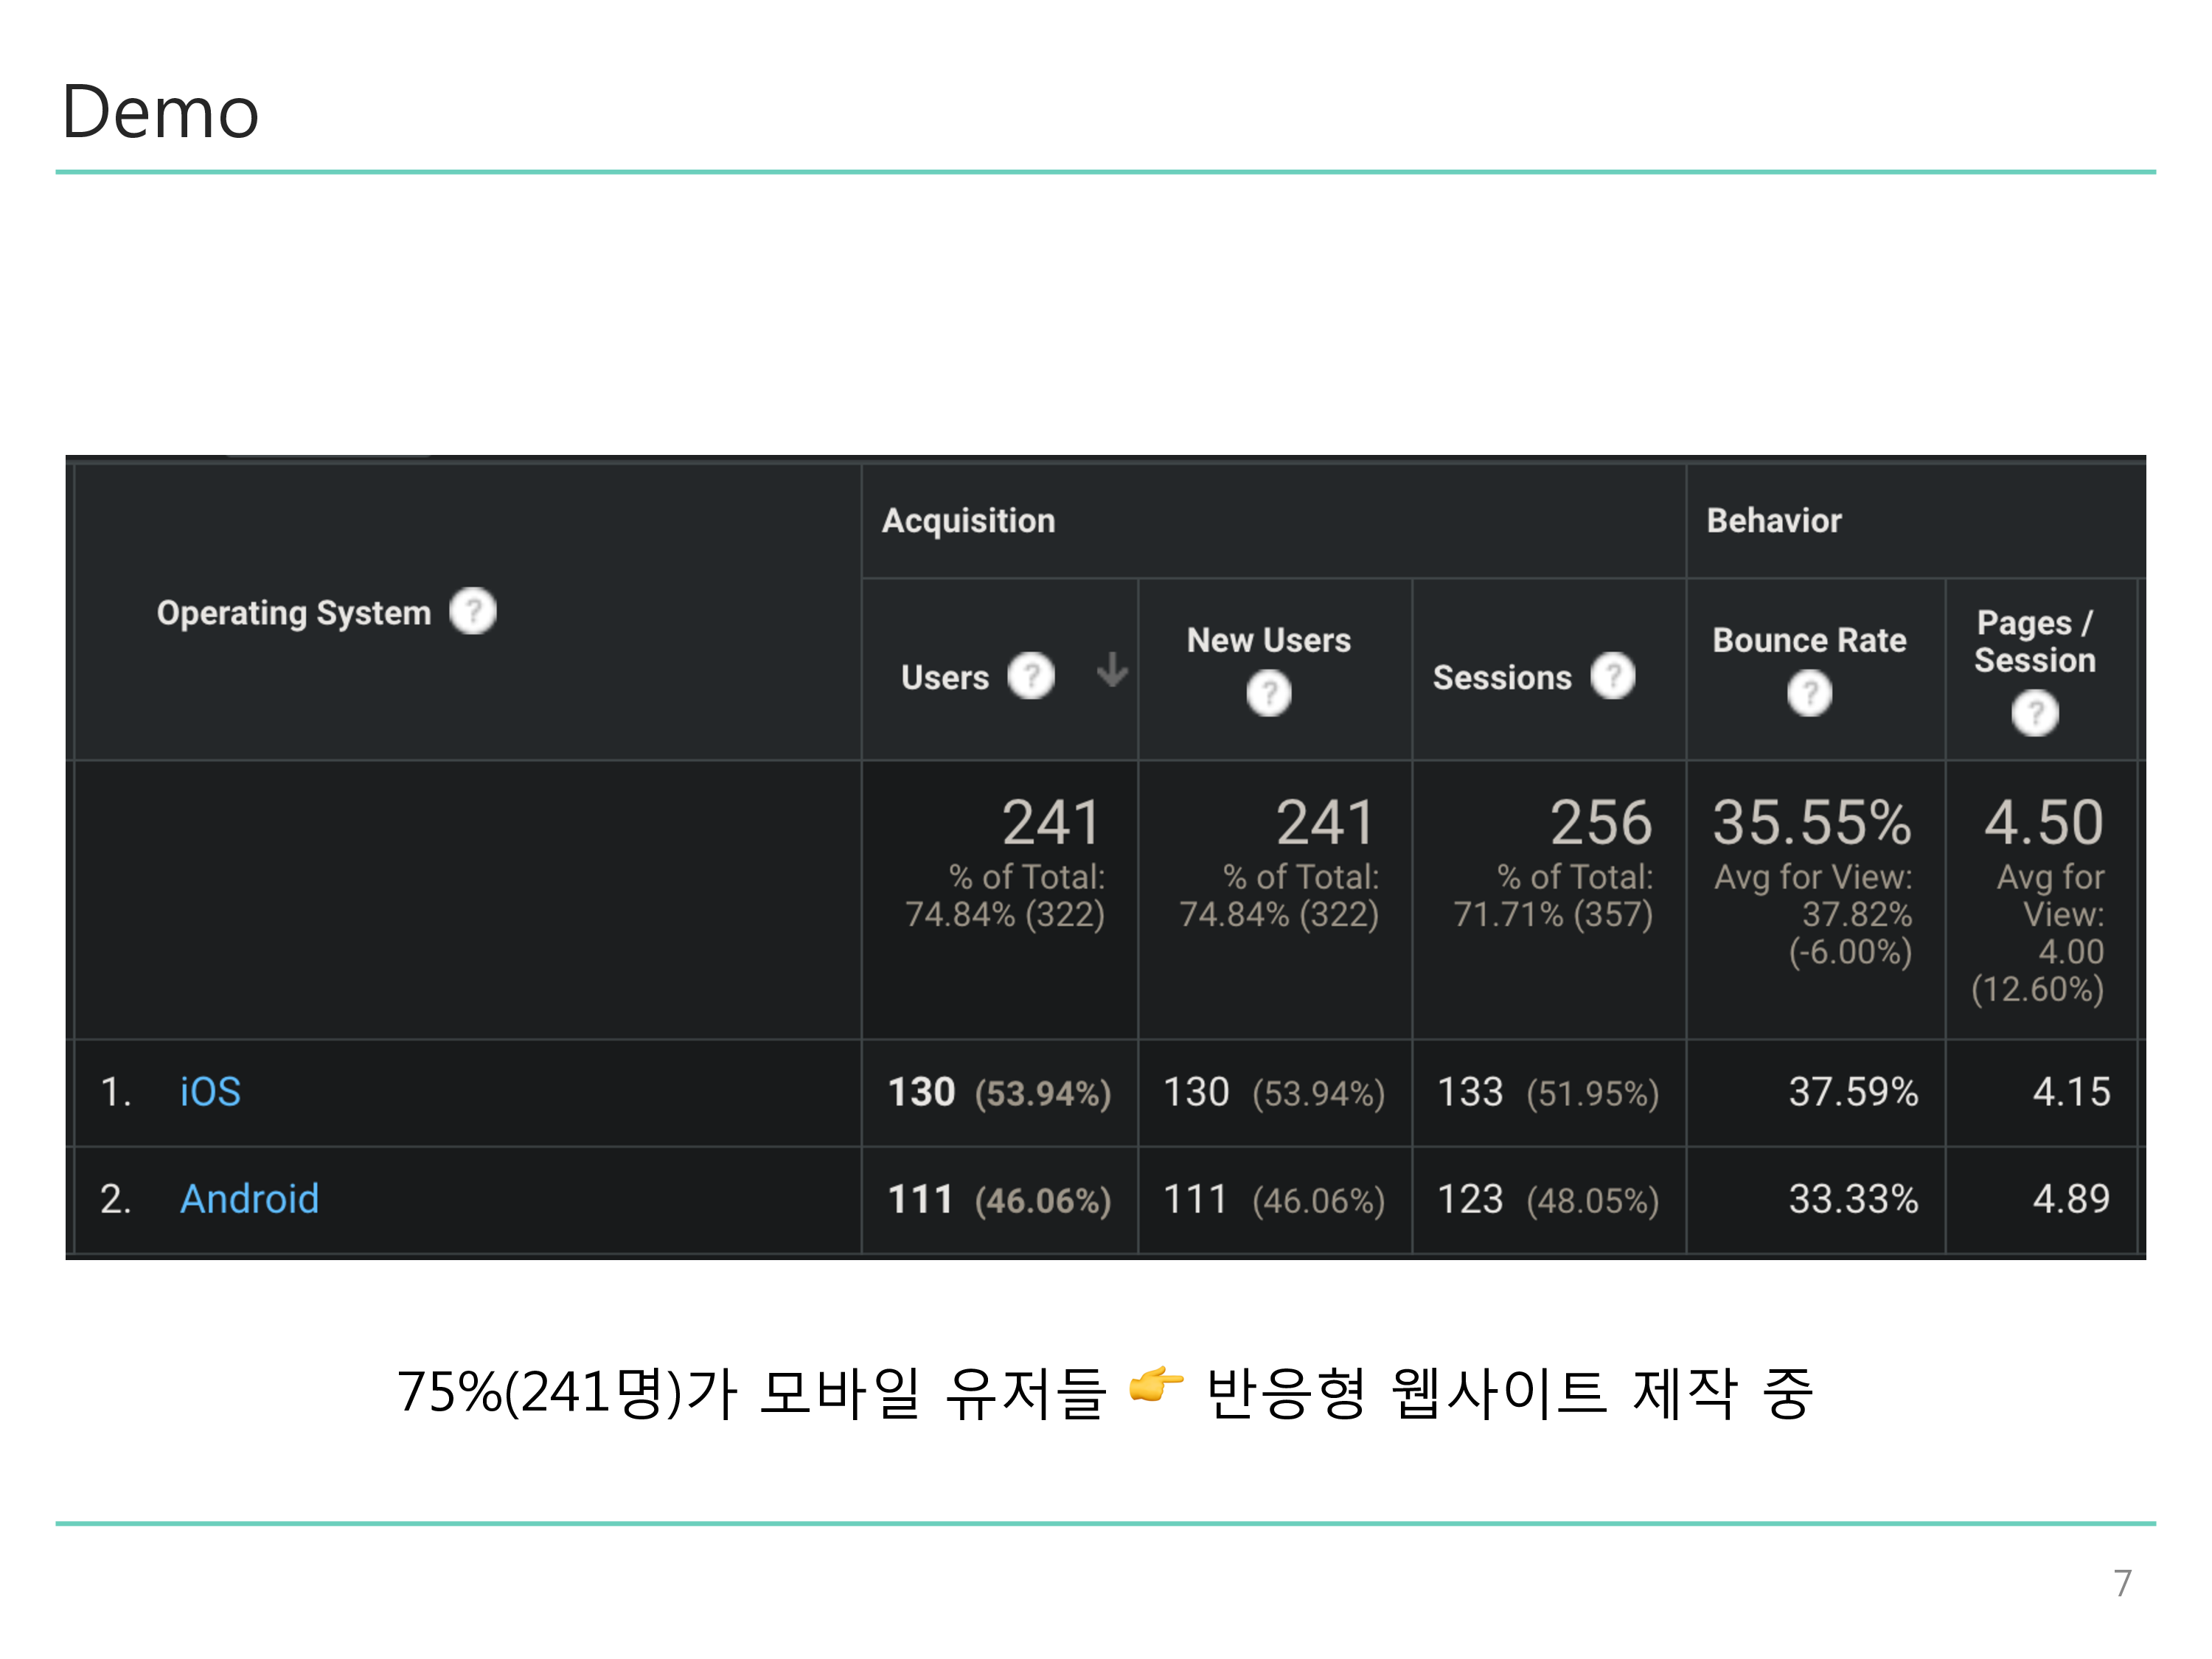 Demo
Acquisition
Behavior
Operating System ?
Users ? ↓
New Users
?
Sessions ?
Bounce Rate
?
Pages /
Session
?
241
% of Total:
74.84% (322)
241
% of Total:
74.84% (322)
256
% of Total:
71.71% (357)
35.55%
Avg for View:
37.82%
(-6.00%)
4.50
Avg for
View:
4.00
(12.60%)
1. iOS 130 (53.94%) 130 (53.94%) 133 (51.95%) 37.59% 4.15
2. Android 111 (46.06%) 111 (46.06%) 123 (48.05%) 33.33% 4.89
75%(241명)가 모바일 유저들 👉 반응형 웹사이트 제작 중
7